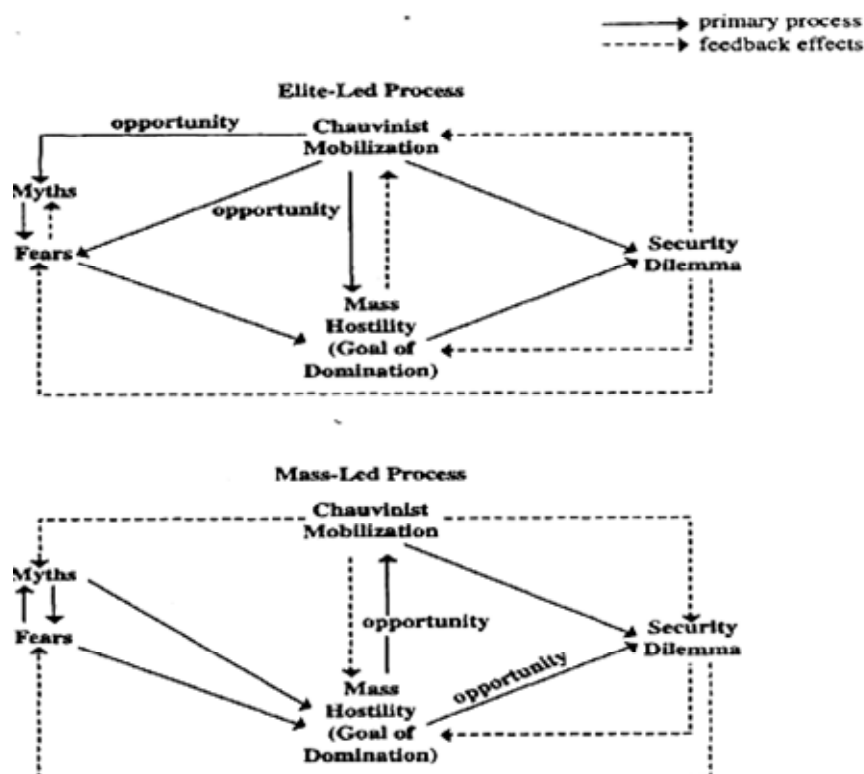 primary process
feedback effects
Elite-Led Process
opportunity
Chauvinist
Mobilization
Myths
opportunity
Fears
Security
Dilemma
Mass
Hostility
(Goal of
Domination)
Mass-Led Process
Chauvinist
Mobilization
Myths
opportunity
Fears
Security
Dilemma
opportunity
Mass
Hostility
(Goal of
Domination)